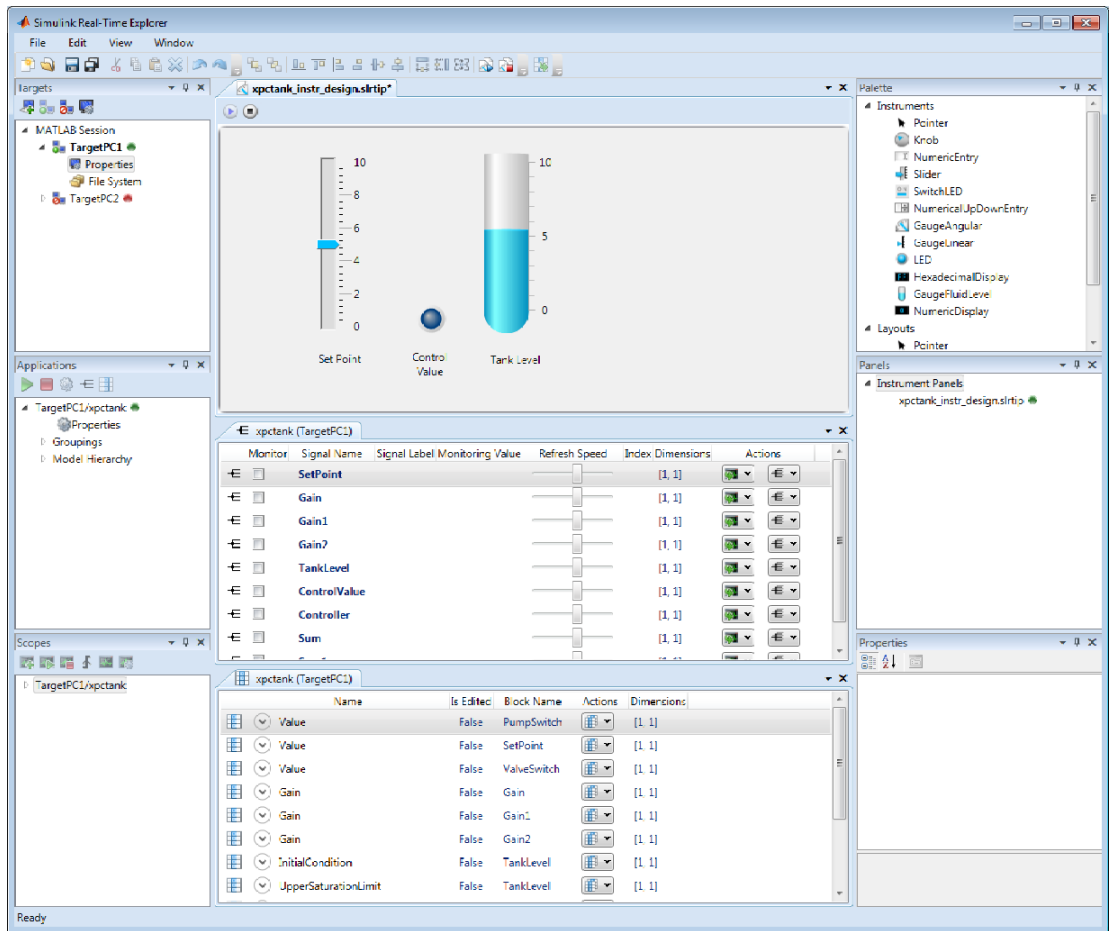 Simulink Real-Time Explorer
File Edit View Window
Targets
MATLAB Session
TargetPC1
Properties
File System
TargetPC2
Applications
TargetPC1/xpctank
Properties
Groupings
Model Hierarchy
Scopes
TargetPC1/xpctank
xpctank_instr_design.slrtip*
10
8
6
4
2
0
Set Point
Control
Value
10
5
0
Tank Level
xpctank (TargetPC1)
Monitor Signal Name Signal Label Monitoring Value Refresh Speed Index Dimensions Actions
SetPoint [1, 1]
Gain [1, 1]
Gain1 [1, 1]
Gain2 [1, 1]
TankLevel [1, 1]
ControlValue [1, 1]
Controller [1, 1]
Sum [1, 1]
xpctank (TargetPC1)
Name Is Edited Block Name Actions Dimensions
Value False PumpSwitch [1, 1]
Value False SetPoint [1, 1]
Value False ValveSwitch [1, 1]
Gain False Gain [1, 1]
Gain False Gain1 [1, 1]
Gain False Gain2 [1, 1]
InitialCondition False TankLevel [1, 1]
UpperSaturationLimit False TankLevel [1, 1]
Palette
Instruments
Pointer
Knob
NumericEntry
Slider
SwitchLED
NumericalUpDownEntry
GaugeAngular
GaugeLinear
LED
HexadecimalDisplay
GaugeFluidLevel
NumericDisplay
Layouts
Pointer
Panels
Instrument Panels
xpctank_instr_design.slrtip
Properties
Ready